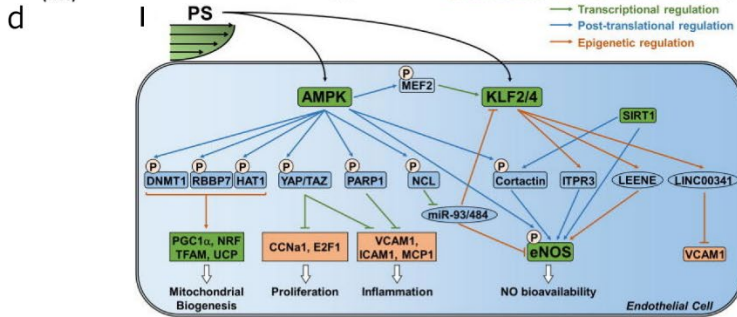 d
I
PS
Transcriptional regulation
Post-translational regulation
Epigenetic regulation
P
MEF2
AMPK
KLF2/4
SIRT1
P
P
P
P
P
P
P
DNMT1
RBBP7
HAT1
YAP/TAZ
PARP1
NCL
Cortactin
ITPR3
LEENE
LINC00341
miR-93/484
P
PGC1α, NRF
TFAM, UCP
CCNa1, E2F1
VCAM1,
ICAM1, MCP1
eNOS
VCAM1
Mitochondrial
Biogenesis
Proliferation
Inflammation
NO bioavailability
Endothelial Cell